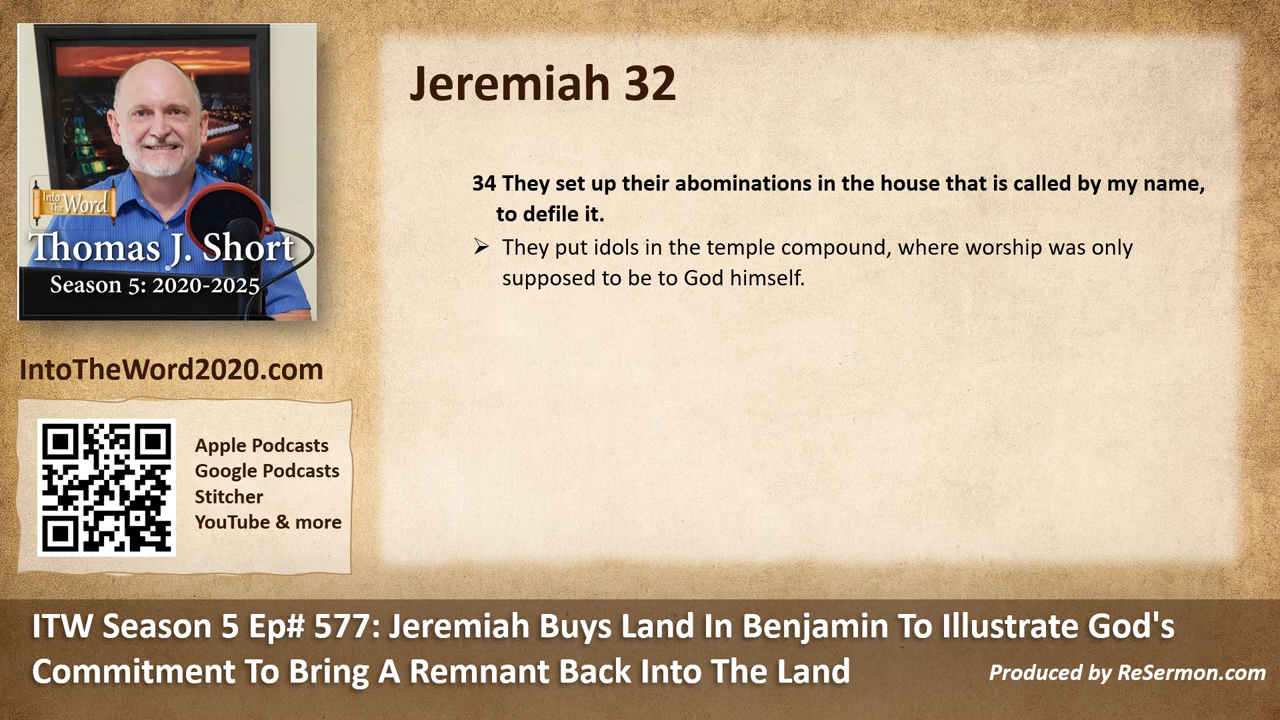 Into
The Word
Thomas J. Short
Season 5: 2020-2025
IntoTheWord2020.com
Apple Podcasts
Google Podcasts
Stitcher
YouTube & more
Jeremiah 32
34 They set up their abominations in the house that is called by my name,
to defile it.
➢ They put idols in the temple compound, where worship was only
supposed to be to God himself.
ITW Season 5 Ep# 577: Jeremiah Buys Land In Benjamin To Illustrate God's
Commitment To Bring A Remnant Back Into The Land
Produced by ReSermon.com